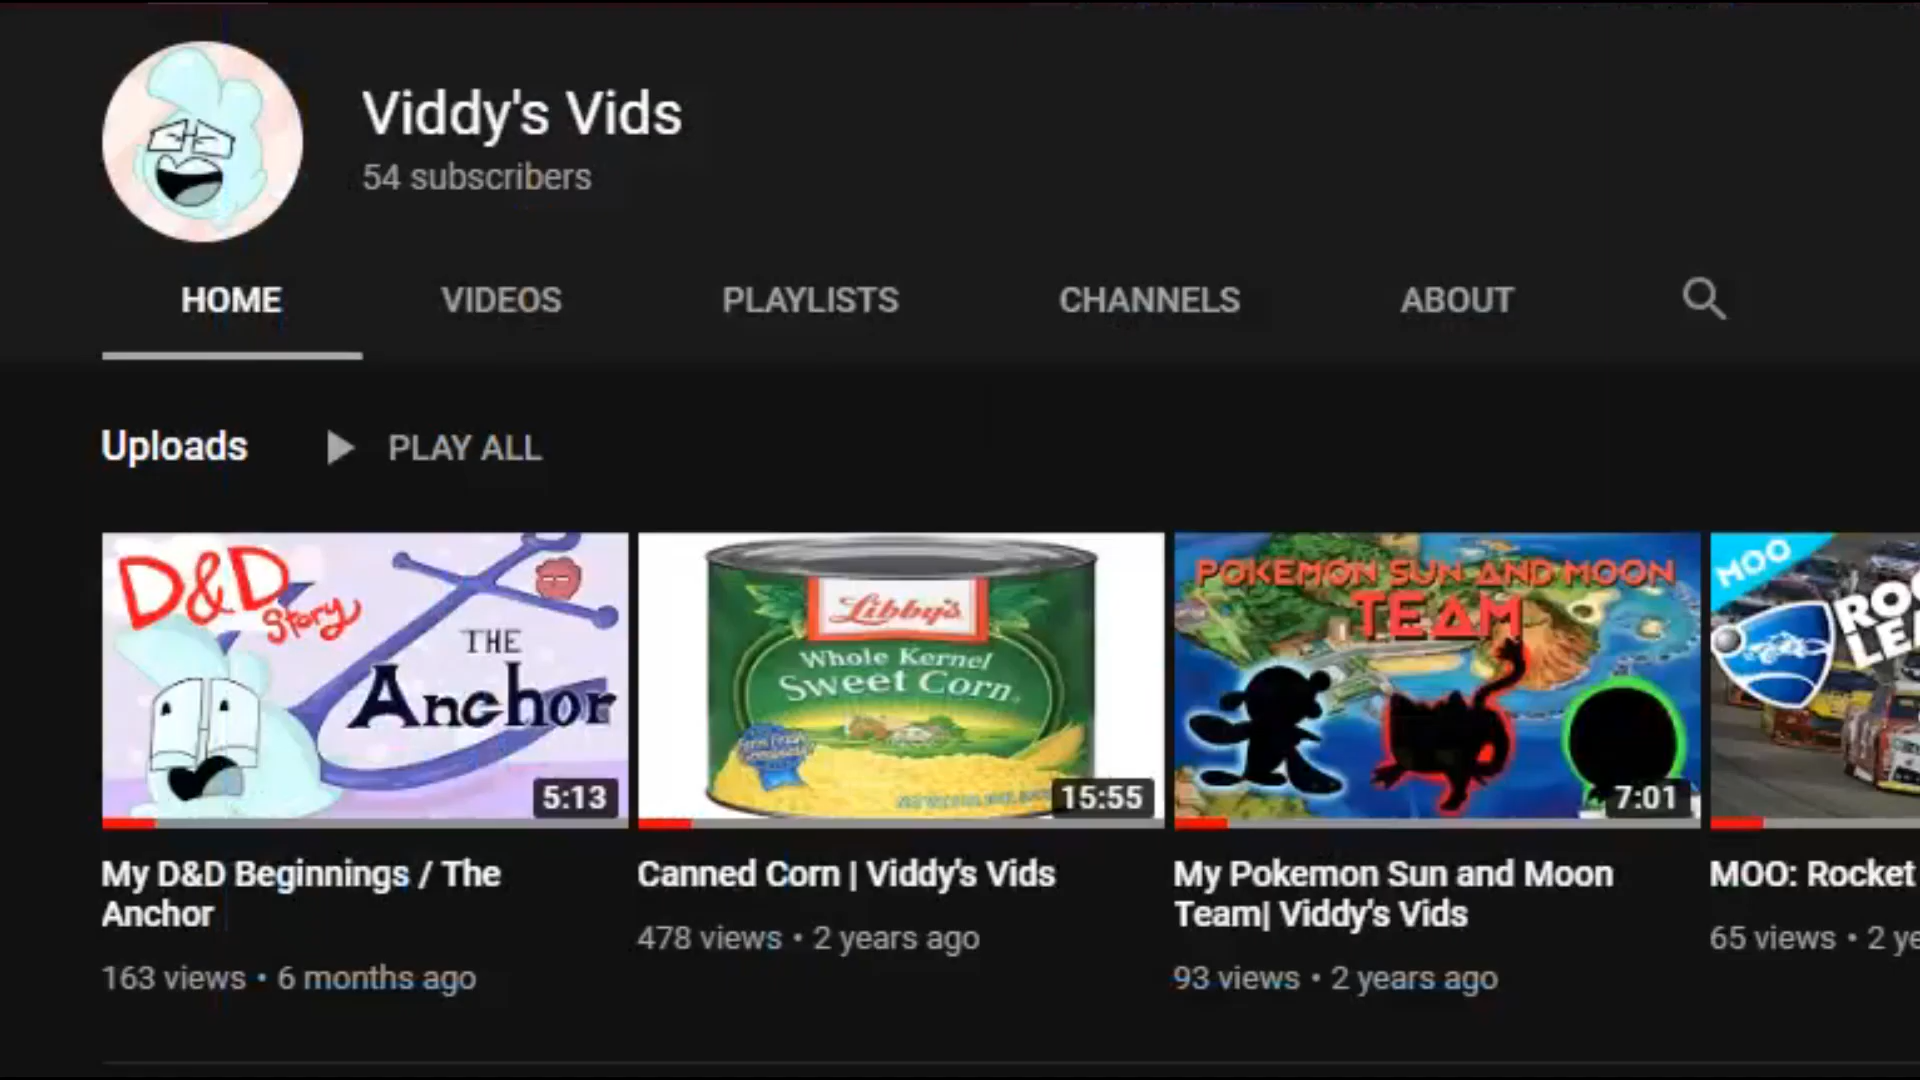 Viddy's Vids
54 subscribers
HOME
VIDEOS
PLAYLISTS
CHANNELS
ABOUT
Uploads
PLAY ALL
D&D
Story
THE
Anchor
5:13
Libby's
Whole Kernel
Sweet Corn
15:55
POKEMON SUN AND MOON
TEAM
7:01
MOO
My D&D Beginnings / The
Anchor
163 views • 6 months ago
Canned Corn | Viddy's Vids
478 views • 2 years ago
My Pokemon Sun and Moon
Team| Viddy's Vids
93 views • 2 years ago
MOO: Rocket
65 views • 2 ye